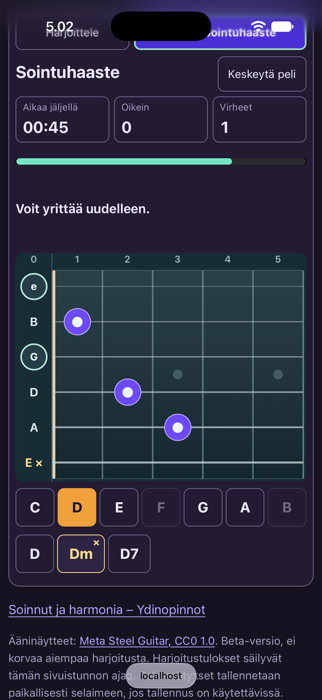 5.02
Harjoittele Sointuhaaste
Sointuhaaste
Keskeytä peli
Aikaa jäljellä Oikein Virheet
00:45 0 1
Voit yrittää uudelleen.
0 1 2 3 4 5
e
B
G
D
A
E ×
C D E F G A B
D Dm × D7
Soinnut ja harmonia – Ydinopinnot
Ääninäytteet: Meta Steel Guitar, CC0 1.0. Beta-versio, ei
korvaa aiempaa harjoitusta. Harjoitustulokset säilyvät
tämän sivuistunnon ajan. tallennetaan
paikallisesti selaimeen, jos tallennus on käytettävissä.
localhost